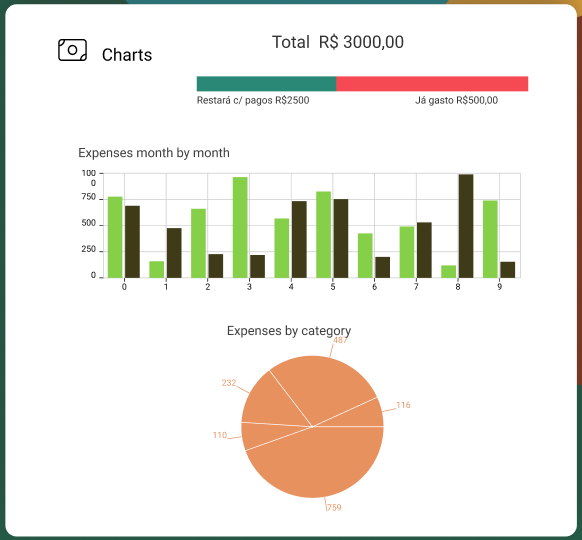 Total R$ 3000,00
Charts
Restará c/ pagos R$2500
Já gasto R$500,00
Expenses month by month
100
0
750
500
250
0
0 1 2 3 4 5 6 7 8 9
Expenses by category
487
232
116
110
759